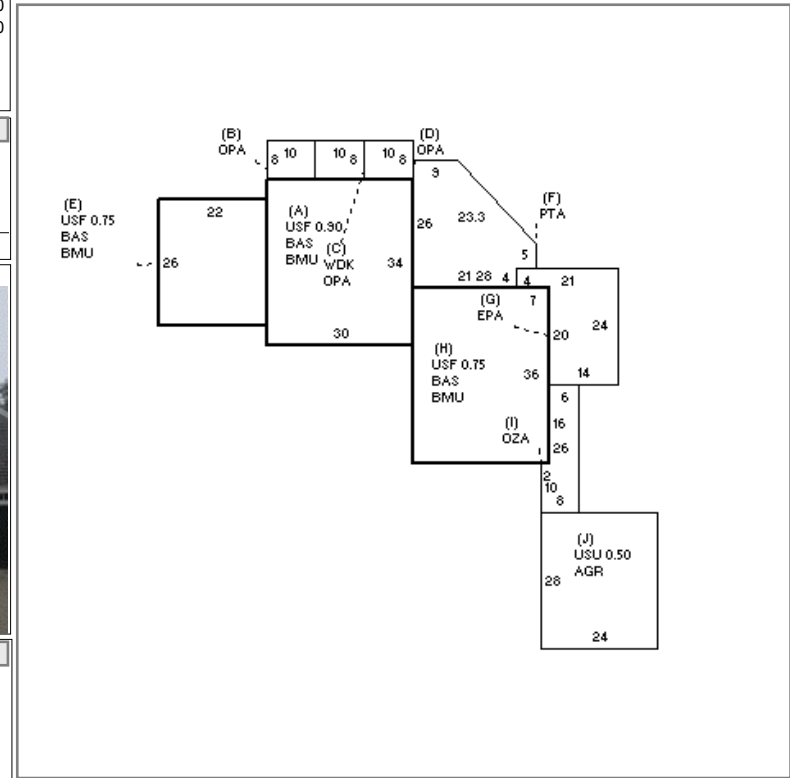 0
0
(B)
OPA
8 10
10 8
10 8
(D)
OPA
9
(E)
USF 0.75
BAS
BMU
22
26
(A)
USF 0.90
BAS
BMU
(C)
WDK
OPA
34
30
26
23.3
(F)
PTA
5
21 28 4
4
21
7
(G)
EPA
20
24
14
(H)
USF 0.75
BAS
BMU
36
6
16
26
(I)
OZA
2
10
8
(J)
USU 0.50
AGR
28
24